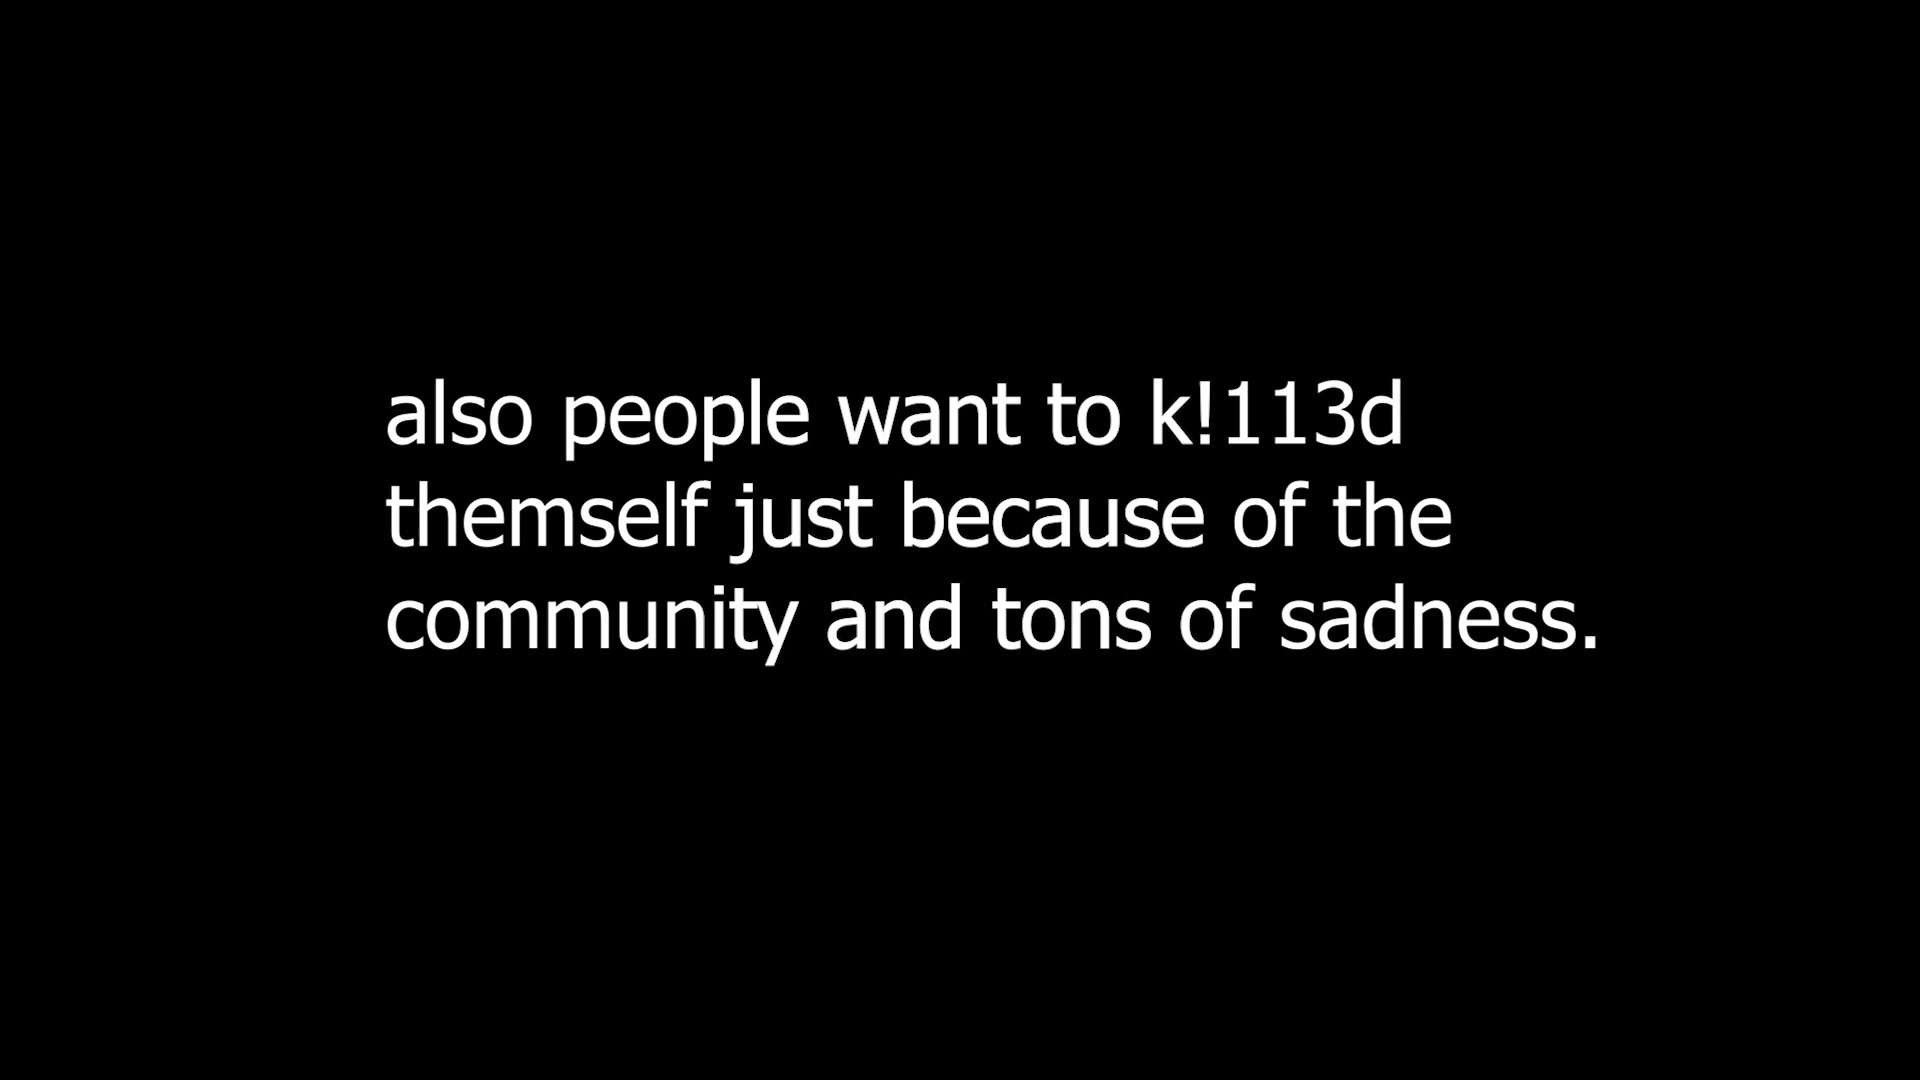 also people want to k!113d
themself just because of the
community and tons of sadness.